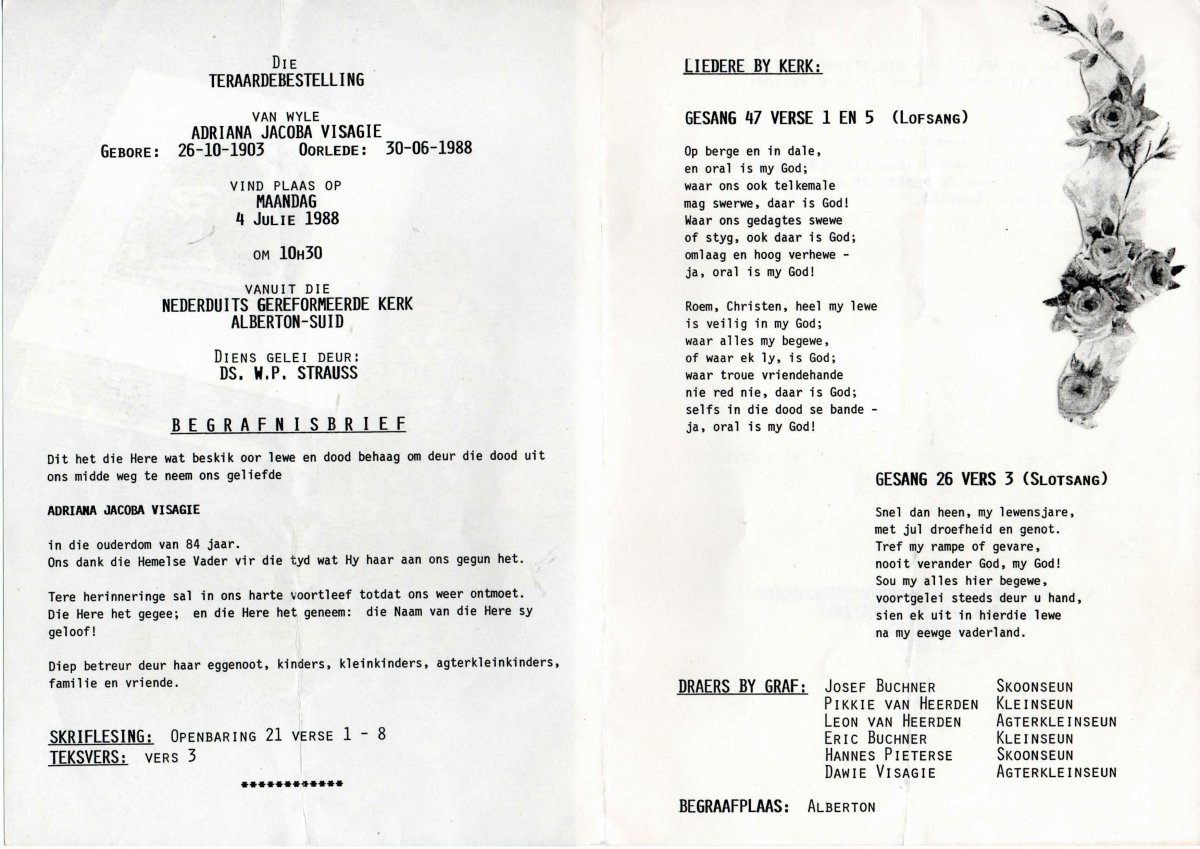 DIE
TERAARDEBESTELLING
VAN WYLE
ADRIANA JACOBA VISAGIE
GEBORE: 26-10-1903 OORLEDE: 30-06-1988
VIND PLAAS OP
MAANDAG
4 JULIE 1988
OM 10H30
VANUIT DIE
NEDERDUITS GEREFORMEERDE KERK
ALBERTON-SUID
DIENS GELEI DEUR:
DS. W.P. STRAUSS
BEGRAFNISBRIEF
Dit het die Here wat beskik oor lewe en dood behaag om deur die dood uit
ons midde weg te neem ons geliefde
ADRIANA JACOBA VISAGIE
in die ouderdom van 84 jaar.
Ons dank die Hemelse Vader vir die tyd wat Hy haar aan ons gegun het.
Tere herinneringe sal in ons harte voortleef totdat ons weer ontmoet.
Die Here het gegee; en die Here het geneem: die Naam van die Here sy
geloof!
Diep betreur deur haar eggenoot, kinders, kleinkinders, agterkleinkinders,
familie en vriende.
SKRIFLESING: OPENBARING 21 VERSE 1 - 8
TEKSVERS: VERS 3
************
LIEDERE BY KERK:
GESANG 47 VERSE 1 EN 5 (LOFSANG)
Op berge en in dale,
en oral is my God;
waar ons ook telkemale
mag swerwe, daar is God!
Waar ons gedagtes swewe
of styg, ook daar is God;
omlaag en hoog verhewe -
ja, oral is my God!
Roem, Christen, heel my lewe
is veilig in my God;
waar alles my begewe,
of waar ek ly, is God;
waar troue vriendehande
nie red nie, daar is God;
selfs in die dood se bande -
ja, oral is my God!
GESANG 26 VERS 3 (SLOTSANG)
Snel dan heen, my lewensjare,
met jul droefheid en genot.
Tref my rampe of gevare,
nooit verander God, my God!
Sou my alles hier begewe,
voortgelei steeds deur u hand,
sien ek uit in hierdie lewe
na my eewge vaderland.
DRAERS BY GRAF: JOSEF BUCHNER SKOONSEUN
PIKKIE VAN HEERDEN KLEINSEUN
LEON VAN HEERDEN AGTERKLEINSEUN
ERIC BUCHNER KLEINSEUN
HANNES PIETERSE SKOONSEUN
DAWIE VISAGIE AGTERKLEINSEUN
BEGRAAFPLAAS: ALBERTON